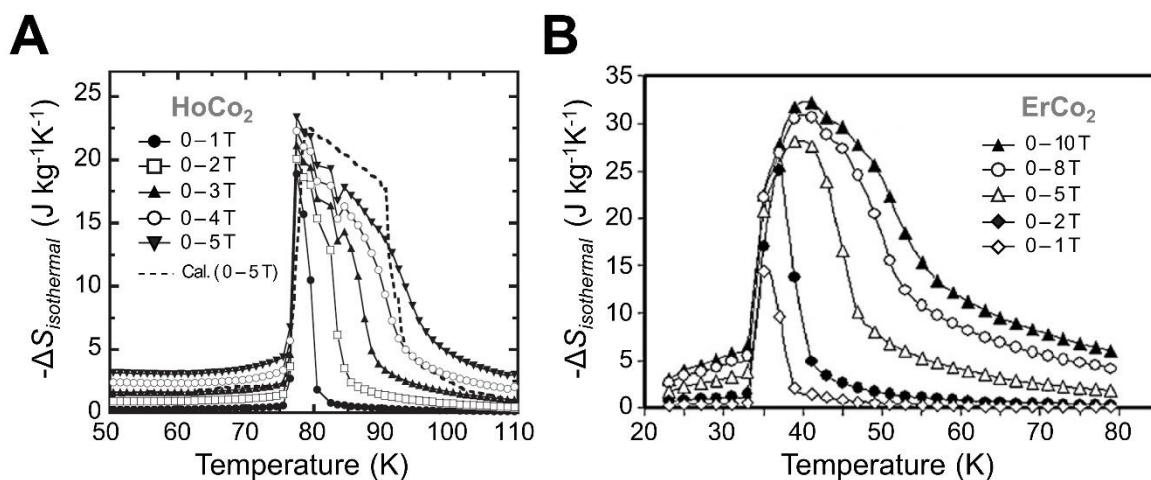 A
-ΔS_isothermal (J kg⁻¹K⁻¹)
25
20
15
10
5
0
HoCo₂
0–1T
0–2T
0–3T
0–4T
0–5T
Cal. (0–5T)
50 60 70 80 90 100 110
Temperature (K)
B
-ΔS_isothermal (J kg⁻¹K⁻¹)
35
30
25
20
15
10
5
0
ErCo₂
0–10T
0–8T
0–5T
0–2T
0–1T
20 30 40 50 60 70 80
Temperature (K)